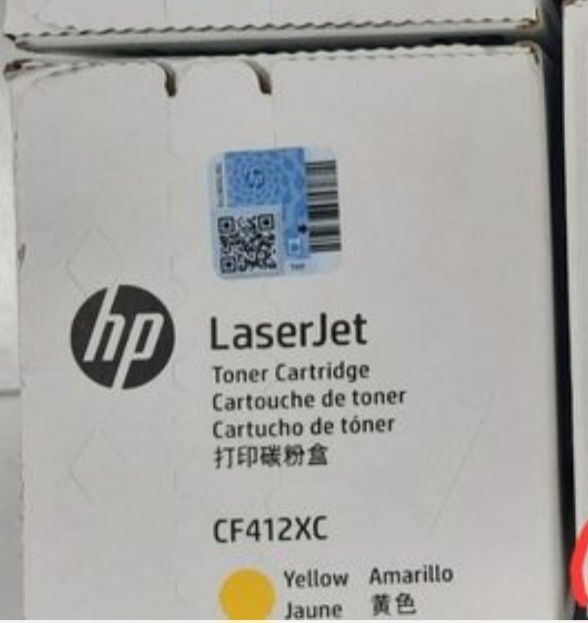 hp
LaserJet
Toner Cartridge
Cartouche de toner
Cartucho de tóner
打印碳粉盒
CF412XC
Yellow Amarillo
Jaune 黄色